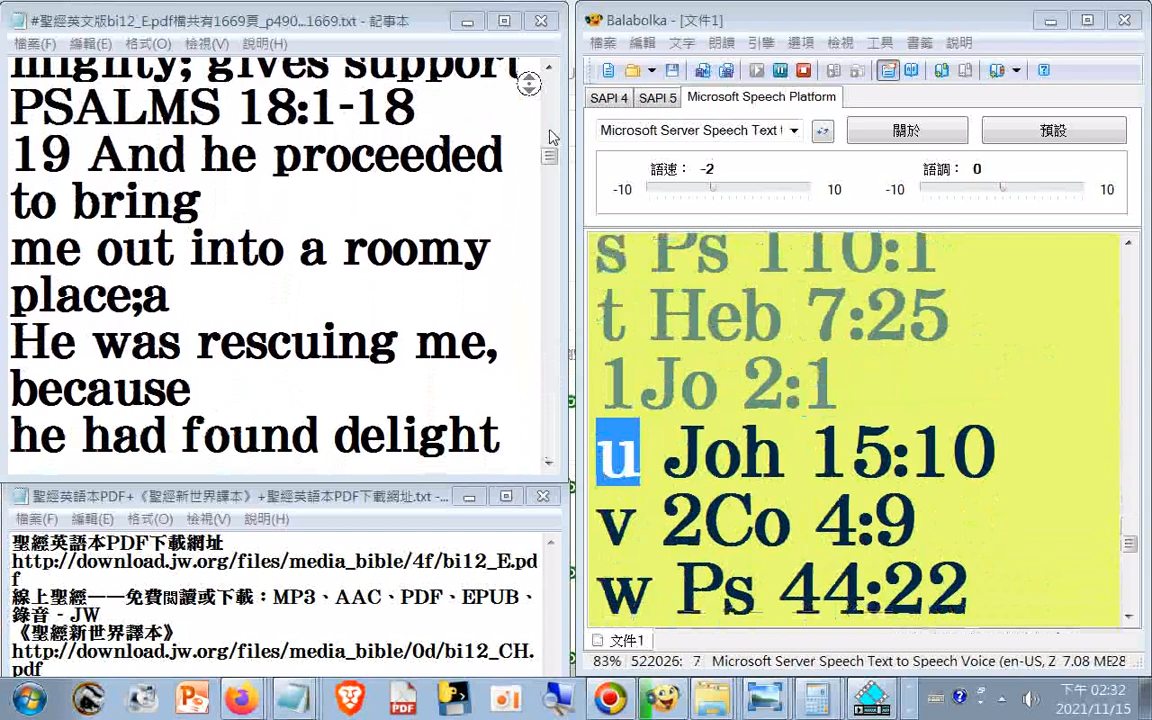 #聖經英文版bi12_E.pdf檔共有1669頁_p490...1669.txt - 記事本
檔案(F) 編輯(E) 格式(O) 檢視(V) 說明(H)
mighty; gives support
PSALMS 18:1-18
19 And he proceeded
to bring
me out into a roomy
place;a
He was rescuing me,
because
he had found delight
聖經英語本PDF+《聖經新世界譯本》+聖經英語本PDF下載網址.txt -...
檔案(F) 編輯(E) 格式(O) 檢視(V) 說明(H)
聖經英語本PDF下載網址
http://download.jw.org/files/media_bible/4f/bi12_E.pd
f
線上聖經——免費閱讀或下載：MP3、AAC、PDF、EPUB、
錄音 - JW
《聖經新世界譯本》
http://download.jw.org/files/media_bible/0d/bi12_CH.
pdf
Balabolka - [文件1]
檔案 編輯 文字 朗讀 引擎 選項 檢視 工具 書籤 說明
SAPI 4 SAPI 5 Microsoft Speech Platform
Microsoft Server Speech Text t 關於 預設
語速： -2 語調： 0
-10 10 -10 10
s Ps 110:1
t Heb 7:25
1Jo 2:1
u Joh 15:10
v 2Co 4:9
w Ps 44:22
文件1
83% 522026: 7 Microsoft Server Speech Text to Speech Voice (en-US, Z 7.08 ME28
PDF
下午 02:32
2021/11/15